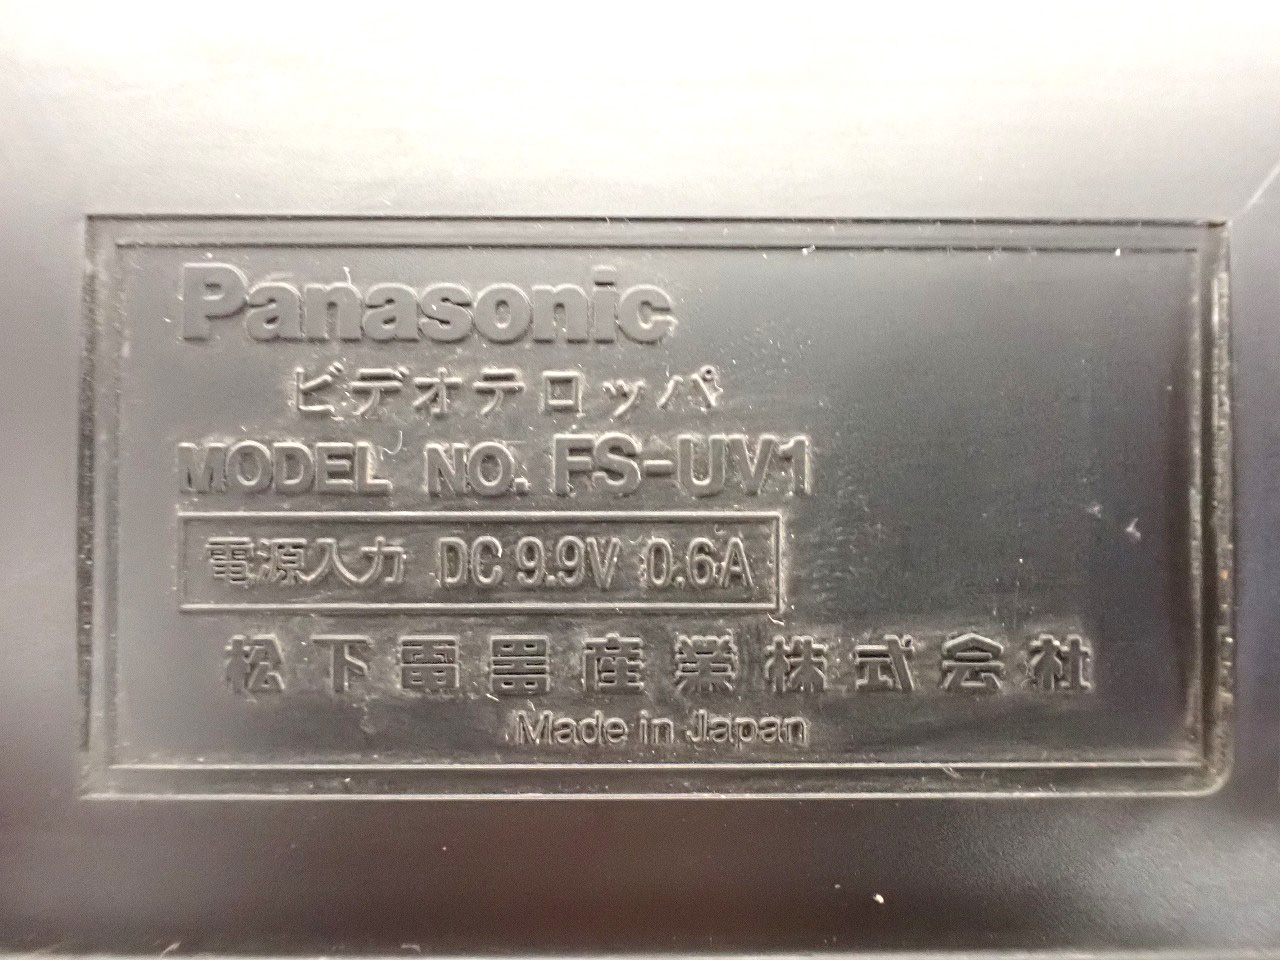 Panasonic
ビデオテロッパ
MODEL NO. FS-UV1
電源入力 DC 9.9V 0.6A
松下電器産業株式会社
Made in Japan